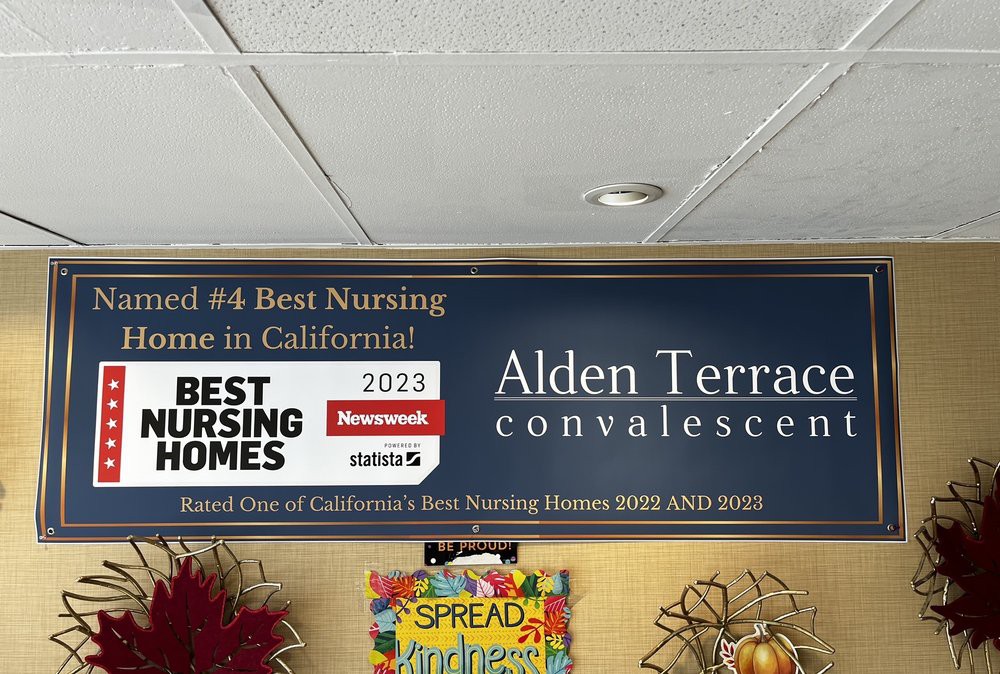 Named #4 Best Nursing
Home in California!
BEST
NURSING
HOMES
2023
Newsweek
POWERED BY
statista
Alden Terrace
convalescent
Rated One of California's Best Nursing Homes 2022 AND 2023
BE PROUD!
SPREAD
Kindness